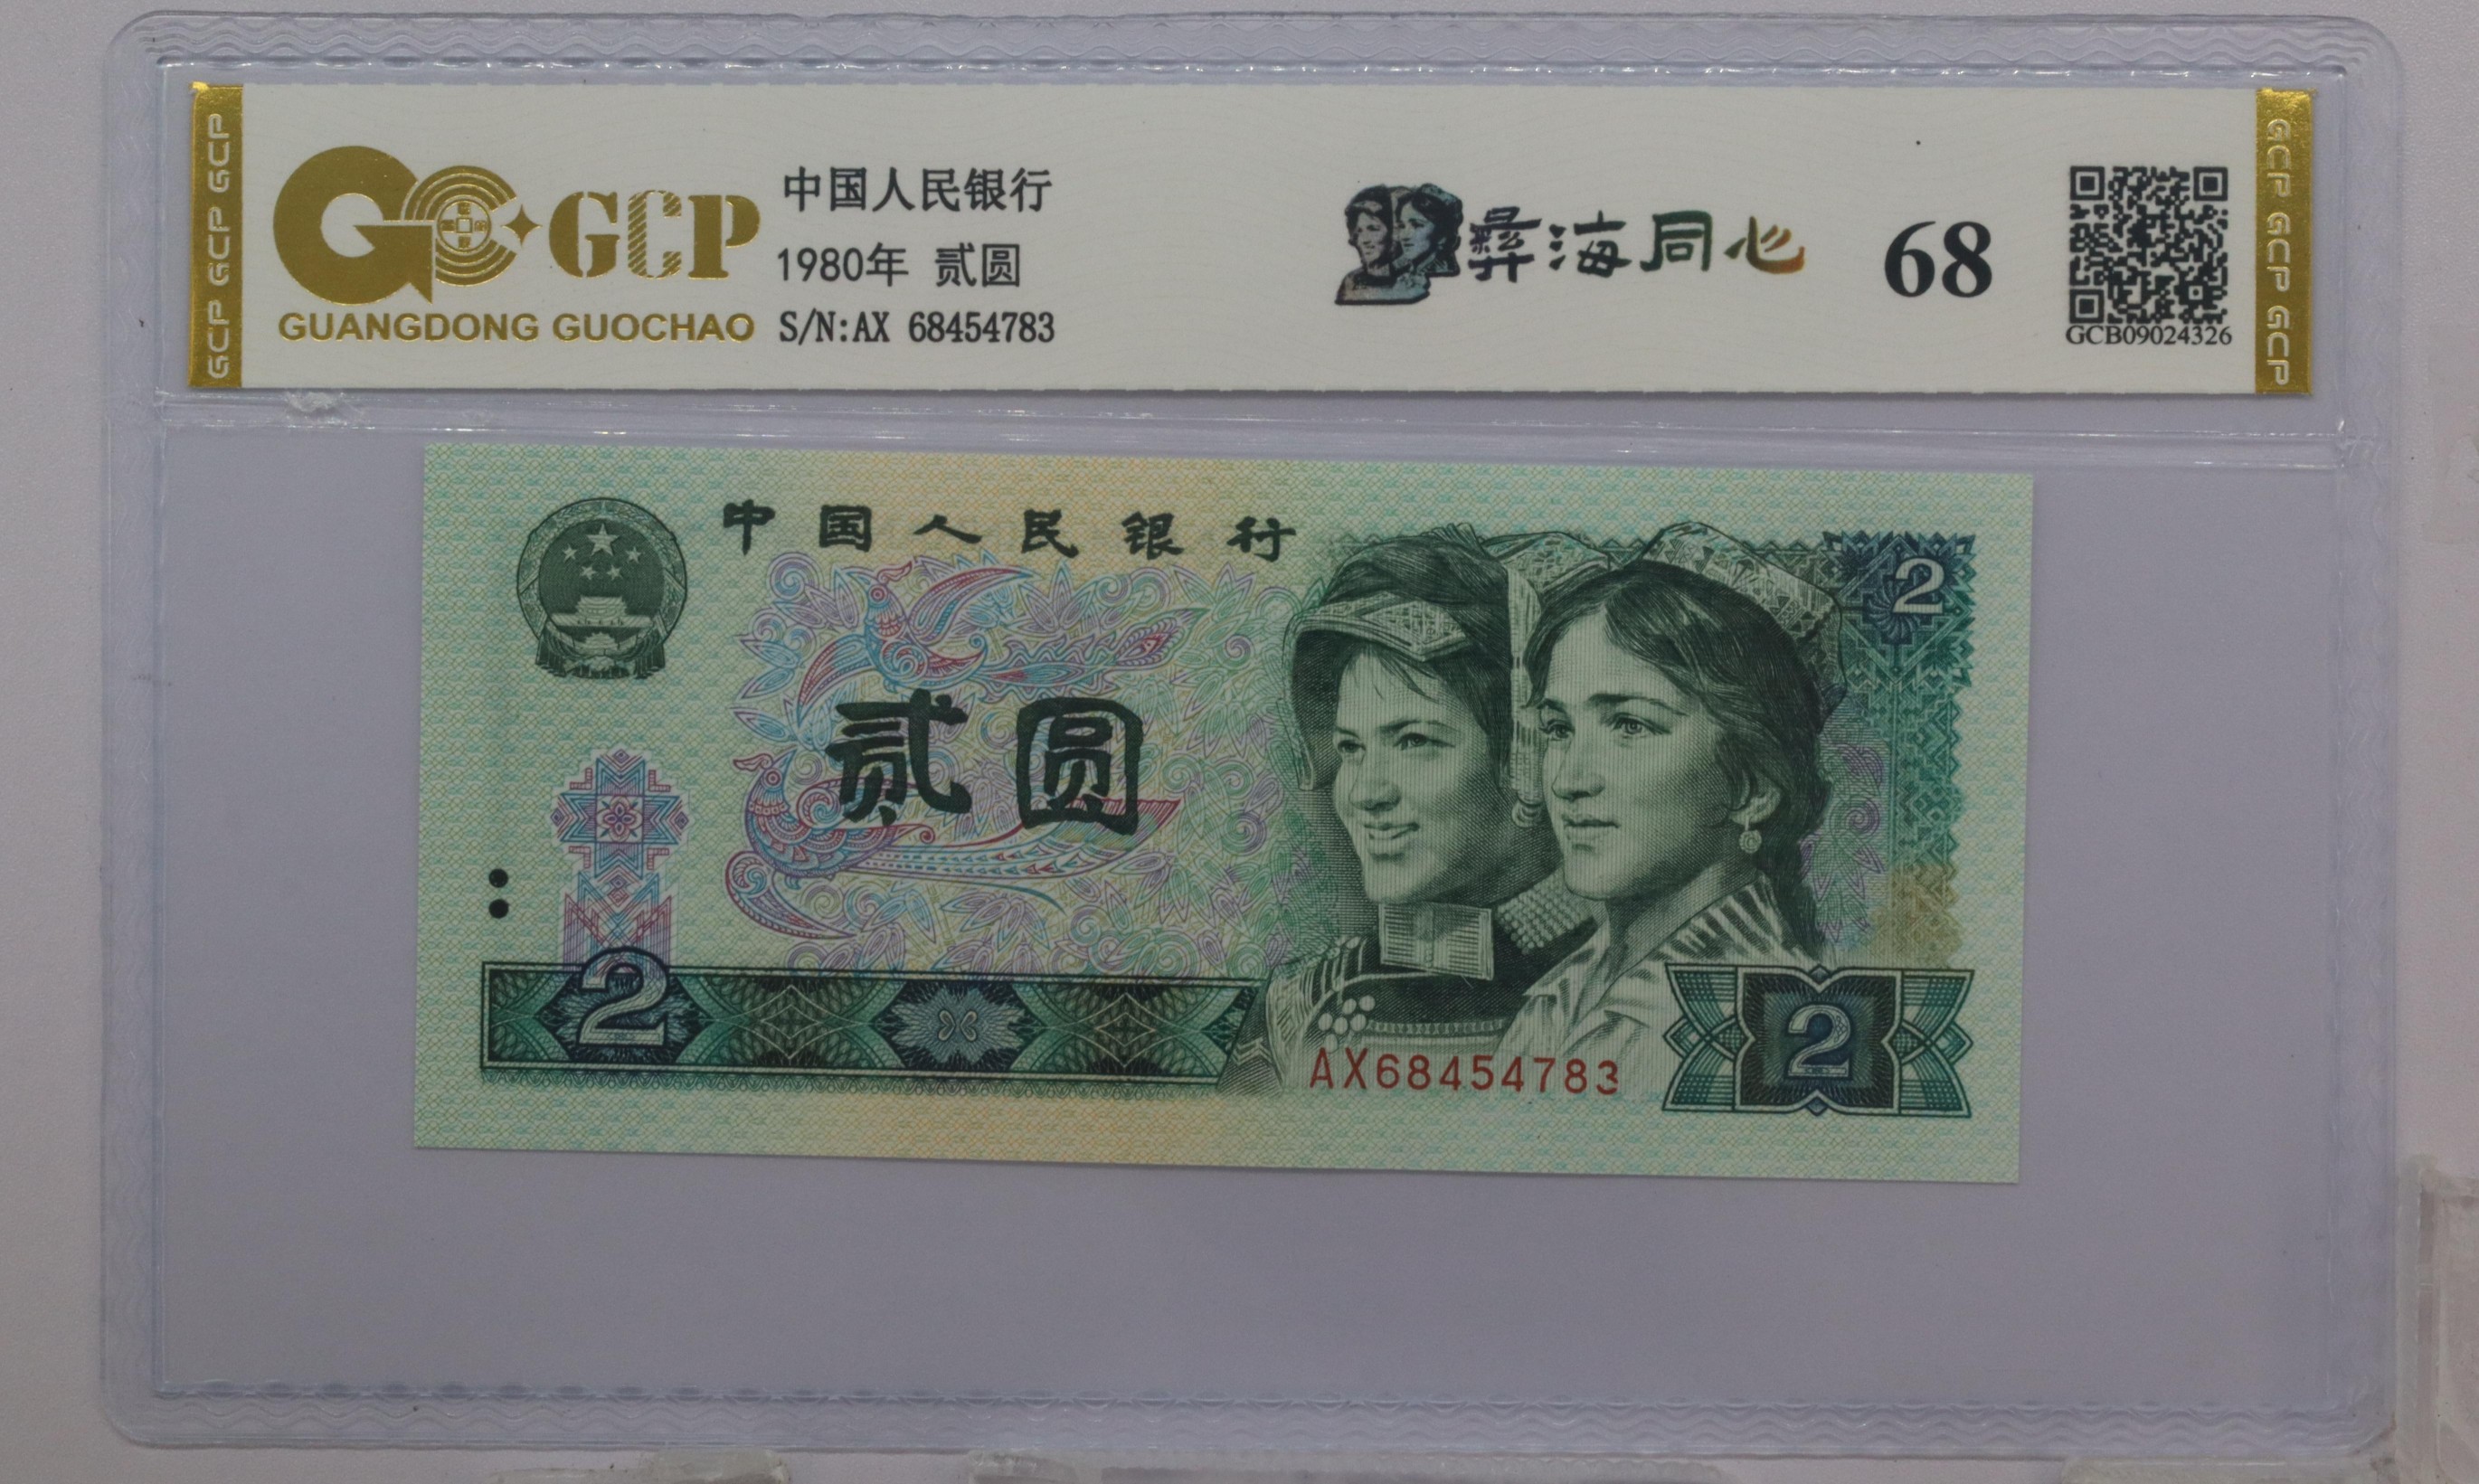 GCP GCP GCP
GCP
GUANGDONG GUOCHAO
中国人民银行
1980年 贰圆
S/N:AX 68454783
彝海同心
68
GCB09024326
GCP GCP GCP
中国人民银行
2
贰圆
2
AX68454783
2